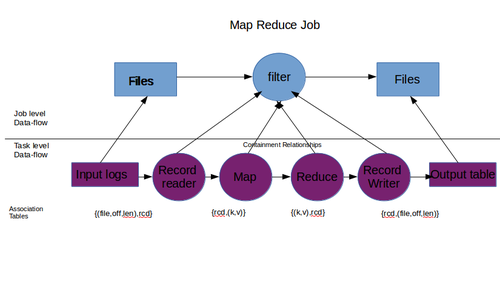 Map Reduce Job
Files
filter
Files
Job level
Data-flow
Task level
Data-flow
Containment Relationships
Input logs
Record
reader
Map
Reduce
Record
Writer
Output table
Association
Tables
{(file,off,len),rcd}
{rcd,(k,v)}
{(k,v),rcd}
{rcd,(file,off,len)}